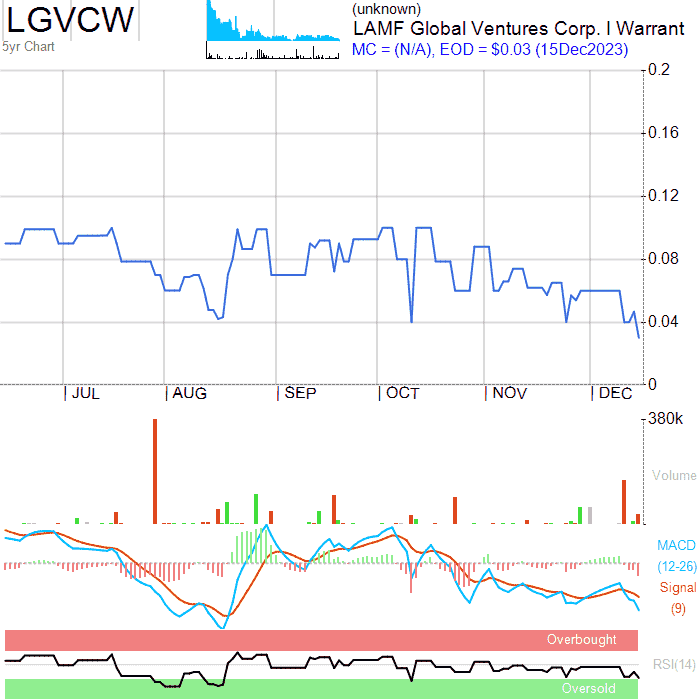 LGVCW
5yr Chart
(unknown)
LAMF Global Ventures Corp. I Warrant
MC = (N/A), EOD = $0.03 (15Dec2023)
0.2
0.16
0.12
0.08
0.04
0
JUL AUG SEP OCT NOV DEC
380k
Volume
MACD
(12-26)
Signal
(9)
Overbought
RSI(14)
Oversold